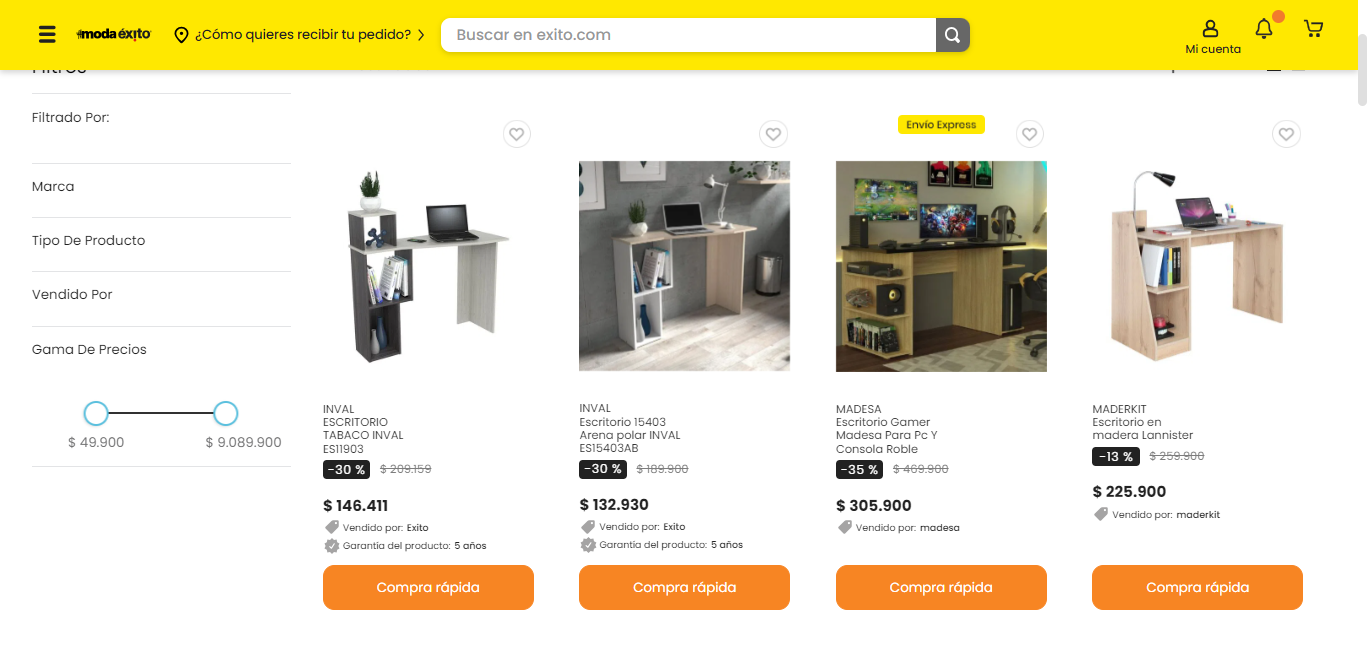 moda éxito
¿Cómo quieres recibir tu pedido?
Buscar en exito.com
Mi cuenta
Filtros
Filtrado Por:
Marca
Tipo De Producto
Vendido Por
Gama De Precios
$ 49.900
$ 9.089.900
INVAL
ESCRITORIO
TABACO INVAL
ES11903
-30 % $ 209.159
$ 146.411
Vendido por: Exito
Garantía del producto: 5 años
Compra rápida
INVAL
Escritorio 15403
Arena polar INVAL
ES15403AB
-30 % $ 189.900
$ 132.930
Vendido por: Exito
Garantía del producto: 5 años
Compra rápida
Envío Express
MADESA
Escritorio Gamer
Madesa Para Pc Y
Consola Roble
-35 % $ 469.900
$ 305.900
Vendido por: madesa
Compra rápida
MADERKIT
Escritorio en
madera Lannister
-13 % $ 259.900
$ 225.900
Vendido por: maderkit
Compra rápida